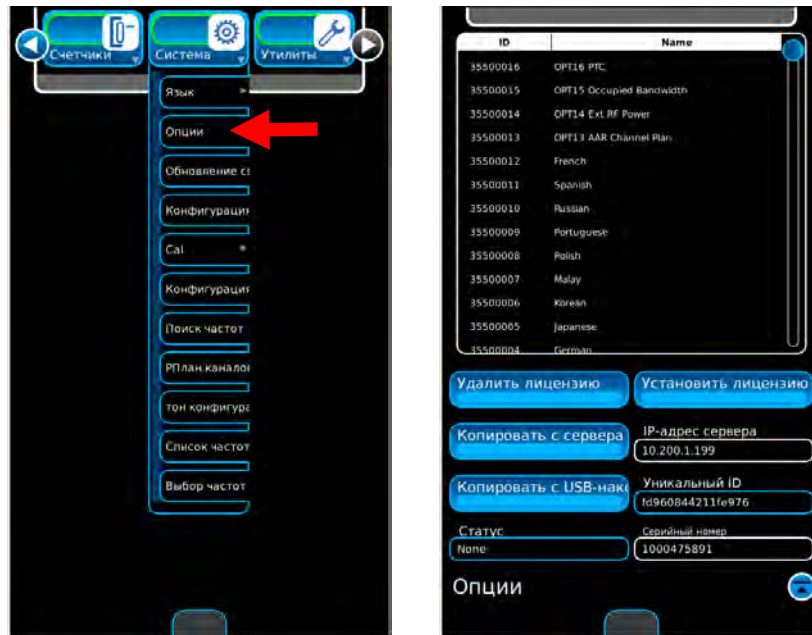 Счетчики
Система
Утилиты
Язык
Опции
Обновление
Конфигурация
Cal
Конфигурация
Поиск частот
РПлан каналов
тон конфигура
Список частот
Выбор частот
ID Name
35500016 OPT16 PTC
35500015 OPT15 Occupied Bandwidth
35500014 OPT14 Ext RF Power
35500013 OPT13 AAR Channel Plan
35500012 French
35500011 Spanish
35500010 Russian
35500009 Portuguese
35500008 Polish
35500007 Malay
35500006 Korean
35500005 Japanese
35500004 German
Удалить лицензию
Установить лицензию
Копировать с сервера
IP-адрес сервера
10.200.1.199
Копировать с USB-нак
Уникальный ID
fd960844211fe976
Статус
None
Серийный номер
1000475891
Опции